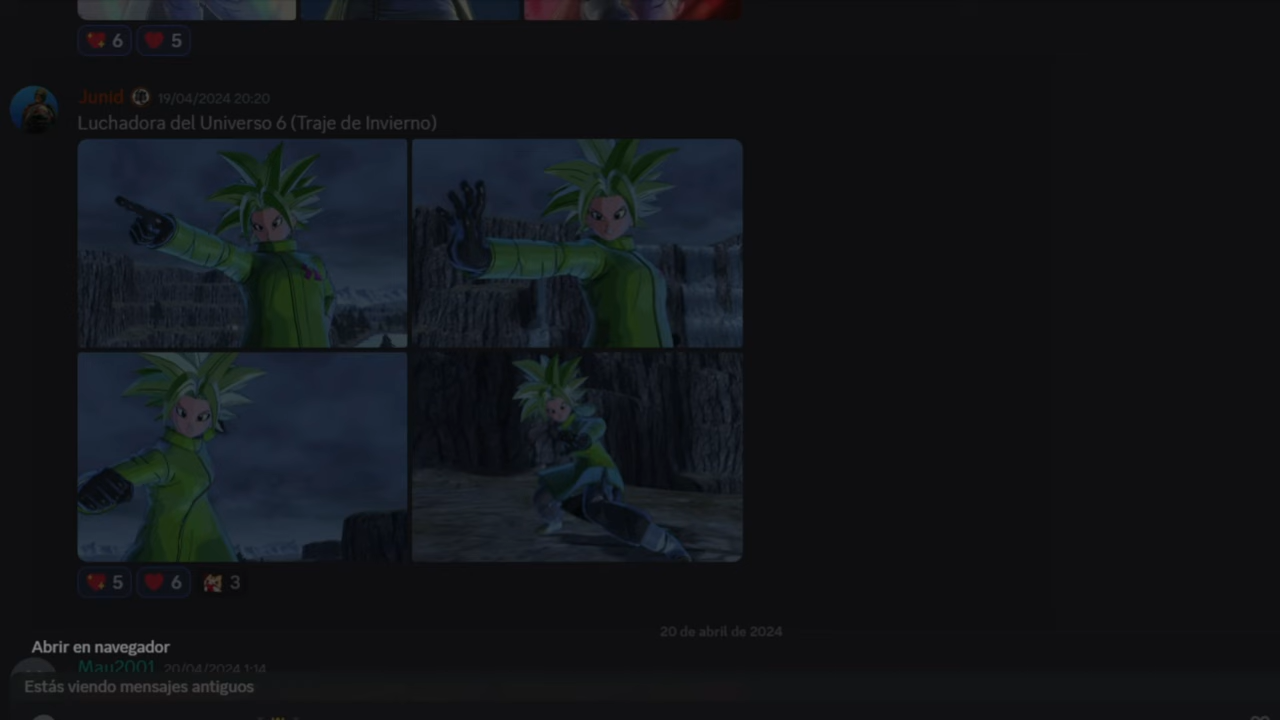 6 5
Junid 19/04/2024 20:20
Luchadora del Universo 6 (Traje de Invierno)
5 6 3
20 de abril de 2024
Abrir en navegador
Mau2001 20/04/2024 1:14
Estás viendo mensajes antiguos